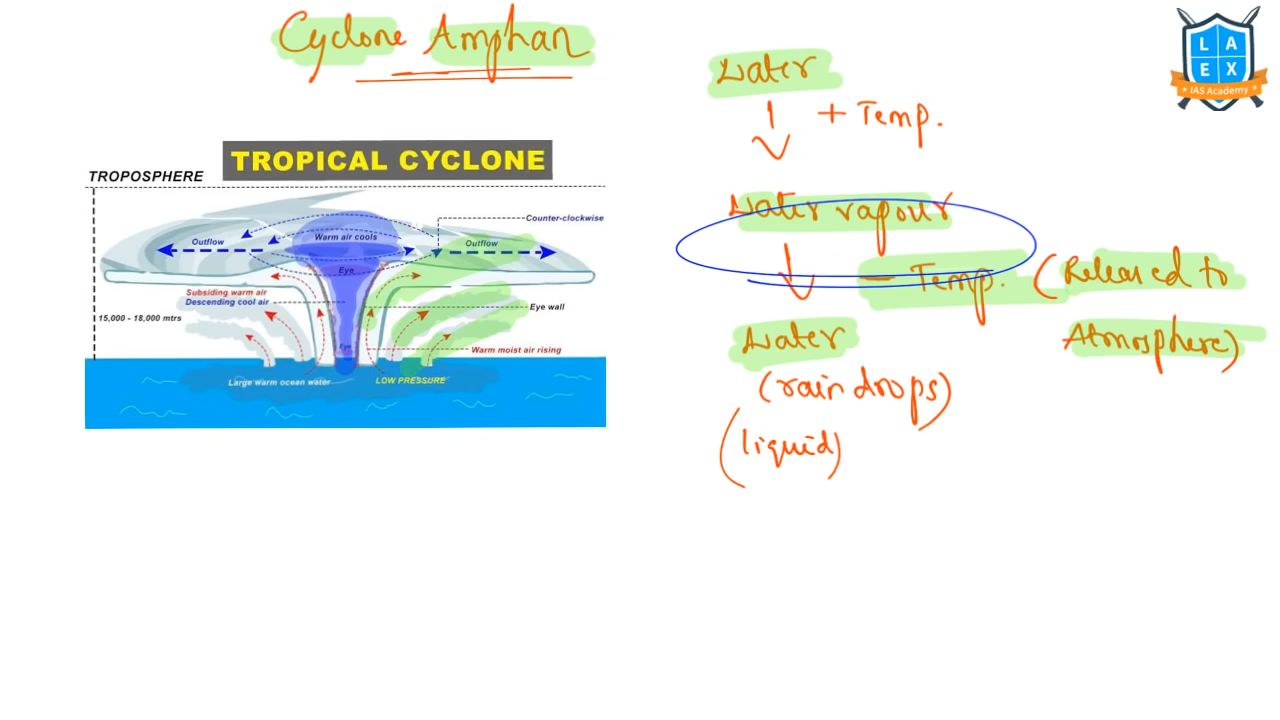 Cyclone Amphan
TROPICAL CYCLONE
TROPOSPHERE
Counter-clockwise
Outflow
Warm air cools
Outflow
Eye
Subsiding warm air
Descending cool air
Eye wall
15,000 - 18,000 mtrs
Eye
Warm moist air rising
Large warm ocean water
LOW PRESSURE
Water
+ Temp.
Water vapour
- Temp. (Released to
Atmosphere)
Water
(rain drops)
(liquid)
L A
E X
IAS Academy